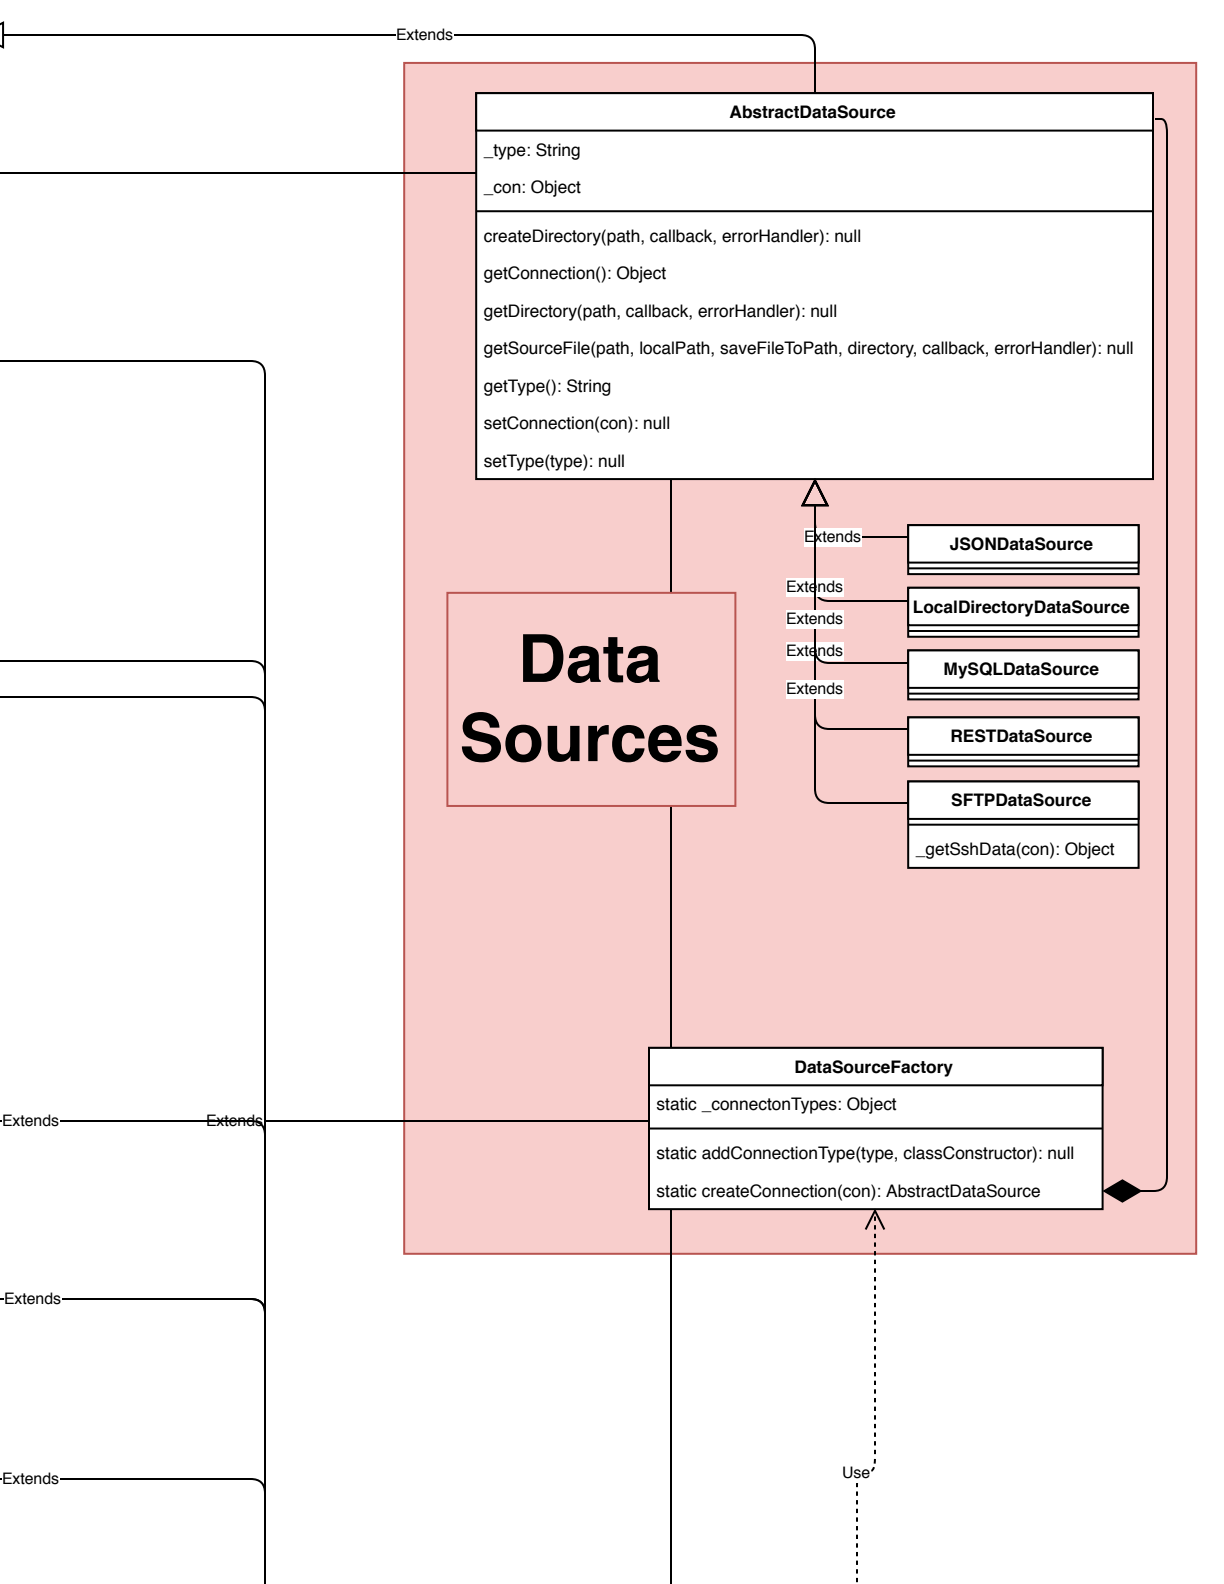 Extends
AbstractDataSource
_type: String
_con: Object
createDirectory(path, callback, errorHandler): null
getConnection(): Object
getDirectory(path, callback, errorHandler): null
getSourceFile(path, localPath, saveFileToPath, directory, callback, errorHandler): null
getType(): String
setConnection(con): null
setType(type): null
Extends
JSONDataSource
Extends
LocalDirectoryDataSource
Extends
Extends
MySQLDataSource
Extends
RESTDataSource
SFTPDataSource
_getSshData(con): Object
Data
Sources
DataSourceFactory
static _connectonTypes: Object
static addConnectionType(type, classConstructor): null
static createConnection(con): AbstractDataSource
Extends
Extends
Extends
Use
Extends